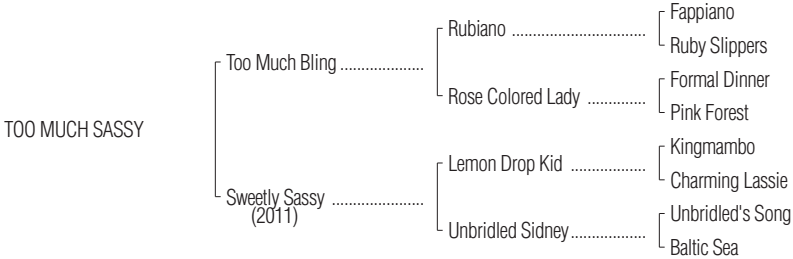 Fappiano
Rubiano ................................
Ruby Slippers
Too Much Bling ....................
Formal Dinner
Rose Colored Lady ..............
Pink Forest
TOO MUCH SASSY
Kingmambo
Lemon Drop Kid ..................
Charming Lassie
Sweetly Sassy ......................
(2011)
Unbridled's Song
Unbridled Sidney...................
Baltic Sea